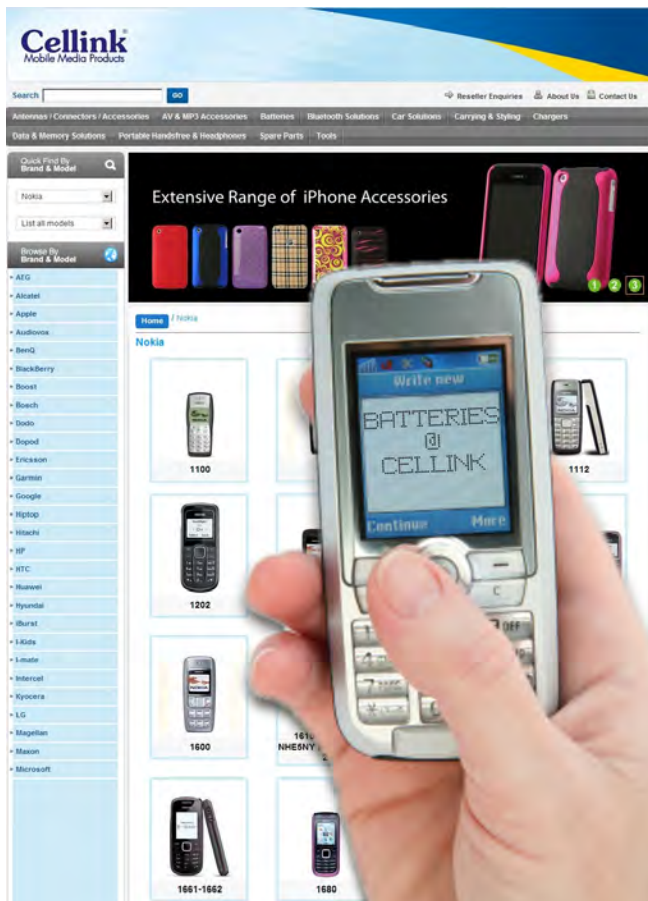 Cellink
Mobile Media Products
Search
GO
Reseller Enquiries
About Us
Contact Us
Antennas / Connectors / Accessories
AV & MP3 Accessories
Batteries
Bluetooth Solutions
Car Solutions
Carrying & Styling
Chargers
Data & Memory Solutions
Portable Handsfree & Headphones
Spare Parts
Tools
Quick Find By
Brand & Model
Nokia
List all models
Browse By
Brand & Model
AEG
Alcatel
Apple
Audiovox
BenQ
BlackBerry
Boost
Bosch
Dodo
Dopod
Ericsson
Garmin
Google
Hiptop
Hitachi
HP
HTC
Huawei
Hyundai
iBurst
I-Kids
I-mate
Intercel
Kyocera
LG
Magellan
Maxon
Microsoft
Extensive Range of iPhone Accessories
1 2 3
Home / Nokia
Nokia
1100
1112
1202
1600
NHE5NY
1661-1662
1680
Write new
BATTERIES
@
CELLINK
Continue
More
C